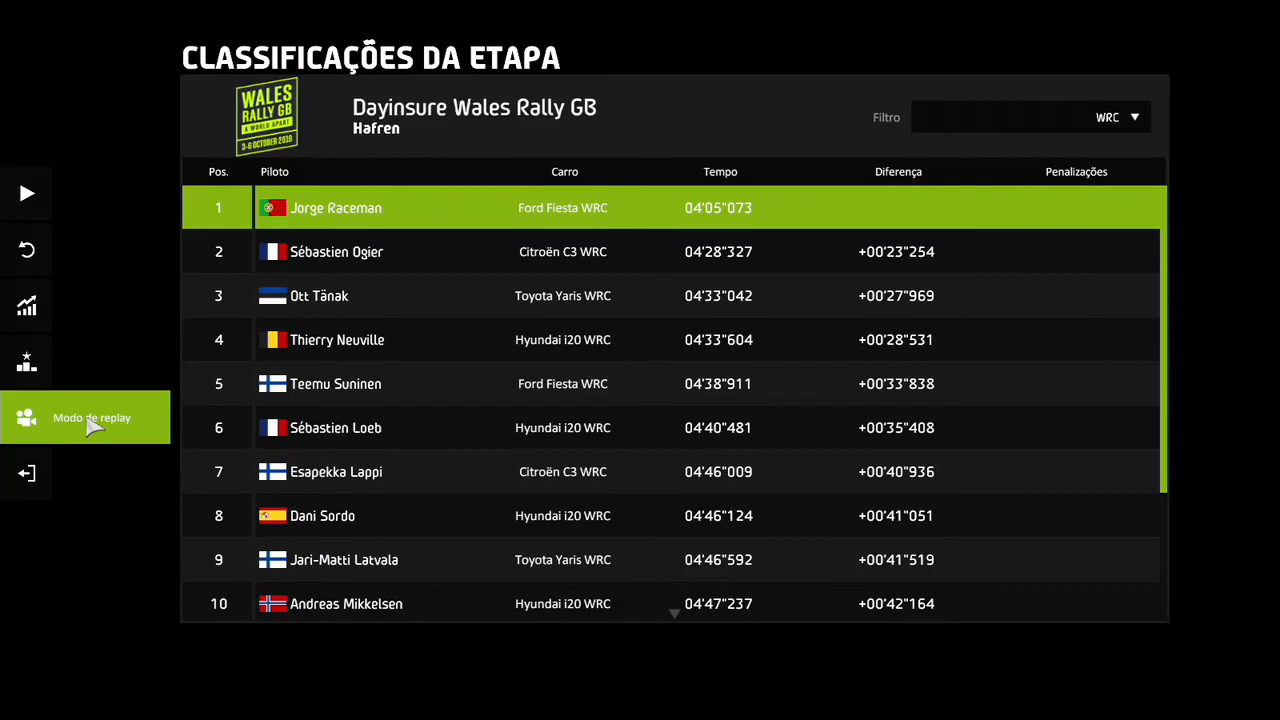 CLASSIFICAÇÕES DA ETAPA
WALES
RALLY GB
A WORLD APART
3-6 OCTOBER 2019
Dayinsure Wales Rally GB
Hafren
Filtro WRC
Pos. Piloto Carro Tempo Diferença Penalizações
1 Jorge Raceman Ford Fiesta WRC 04'05"073
2 Sébastien Ogier Citroën C3 WRC 04'28"327 +00'23"254
3 Ott Tänak Toyota Yaris WRC 04'33"042 +00'27"969
4 Thierry Neuville Hyundai i20 WRC 04'33"604 +00'28"531
5 Teemu Suninen Ford Fiesta WRC 04'38"911 +00'33"838
6 Sébastien Loeb Hyundai i20 WRC 04'40"481 +00'35"408
7 Esapekka Lappi Citroën C3 WRC 04'46"009 +00'40"936
8 Dani Sordo Hyundai i20 WRC 04'46"124 +00'41"051
9 Jari-Matti Latvala Toyota Yaris WRC 04'46"592 +00'41"519
10 Andreas Mikkelsen Hyundai i20 WRC 04'47"237 +00'42"164
Modo de replay